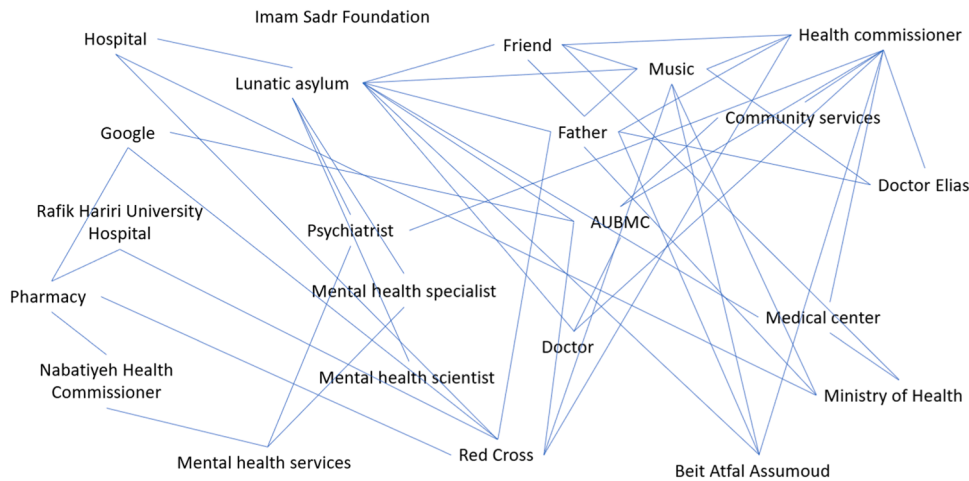 Imam Sadr Foundation
Hospital
Friend
Health commissioner
Lunatic asylum
Music
Google
Father
Community services
Doctor Elias
Rafik Hariri University
Hospital
Psychiatrist
AUBMC
Pharmacy
Mental health specialist
Medical center
Doctor
Nabatiyeh Health
Commissioner
Mental health scientist
Ministry of Health
Mental health services
Red Cross
Beit Atfal Assumoud